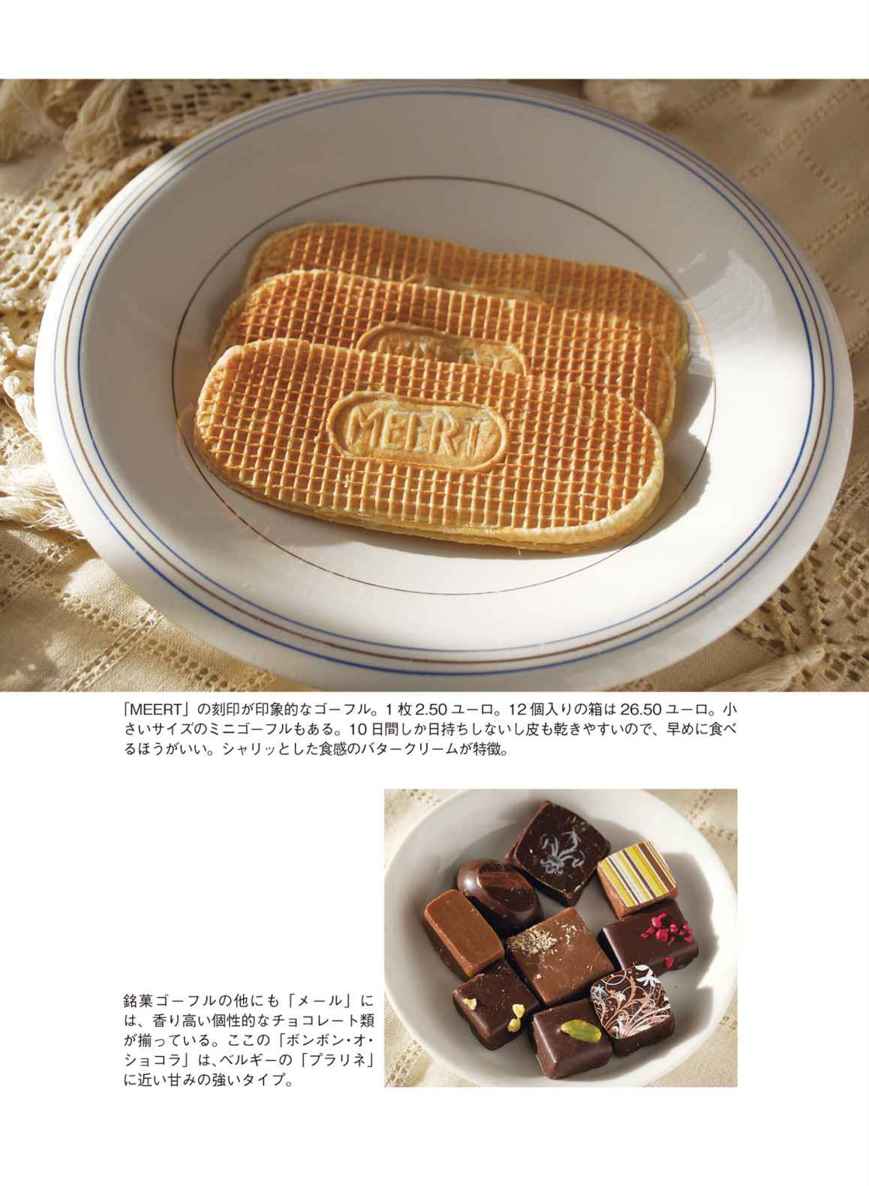 MEERT
「MEERT」の刻印が印象的なゴーフル。1枚2.50ユーロ。12個入りの箱は26.50ユーロ。小
さいサイズのミニゴーフルもある。10日間しか日持ちしないし皮も乾きやすいので、早めに食べ
るほうがいい。シャリッとした食感のバタークリームが特徴。
銘菓ゴーフルの他にも「メール」に
は、香り高い個性的なチョコレート類
が揃っている。ここの「ボンボン・オ・
ショコラ」は、ベルギーの「プラリネ」
に近い甘みの強いタイプ。